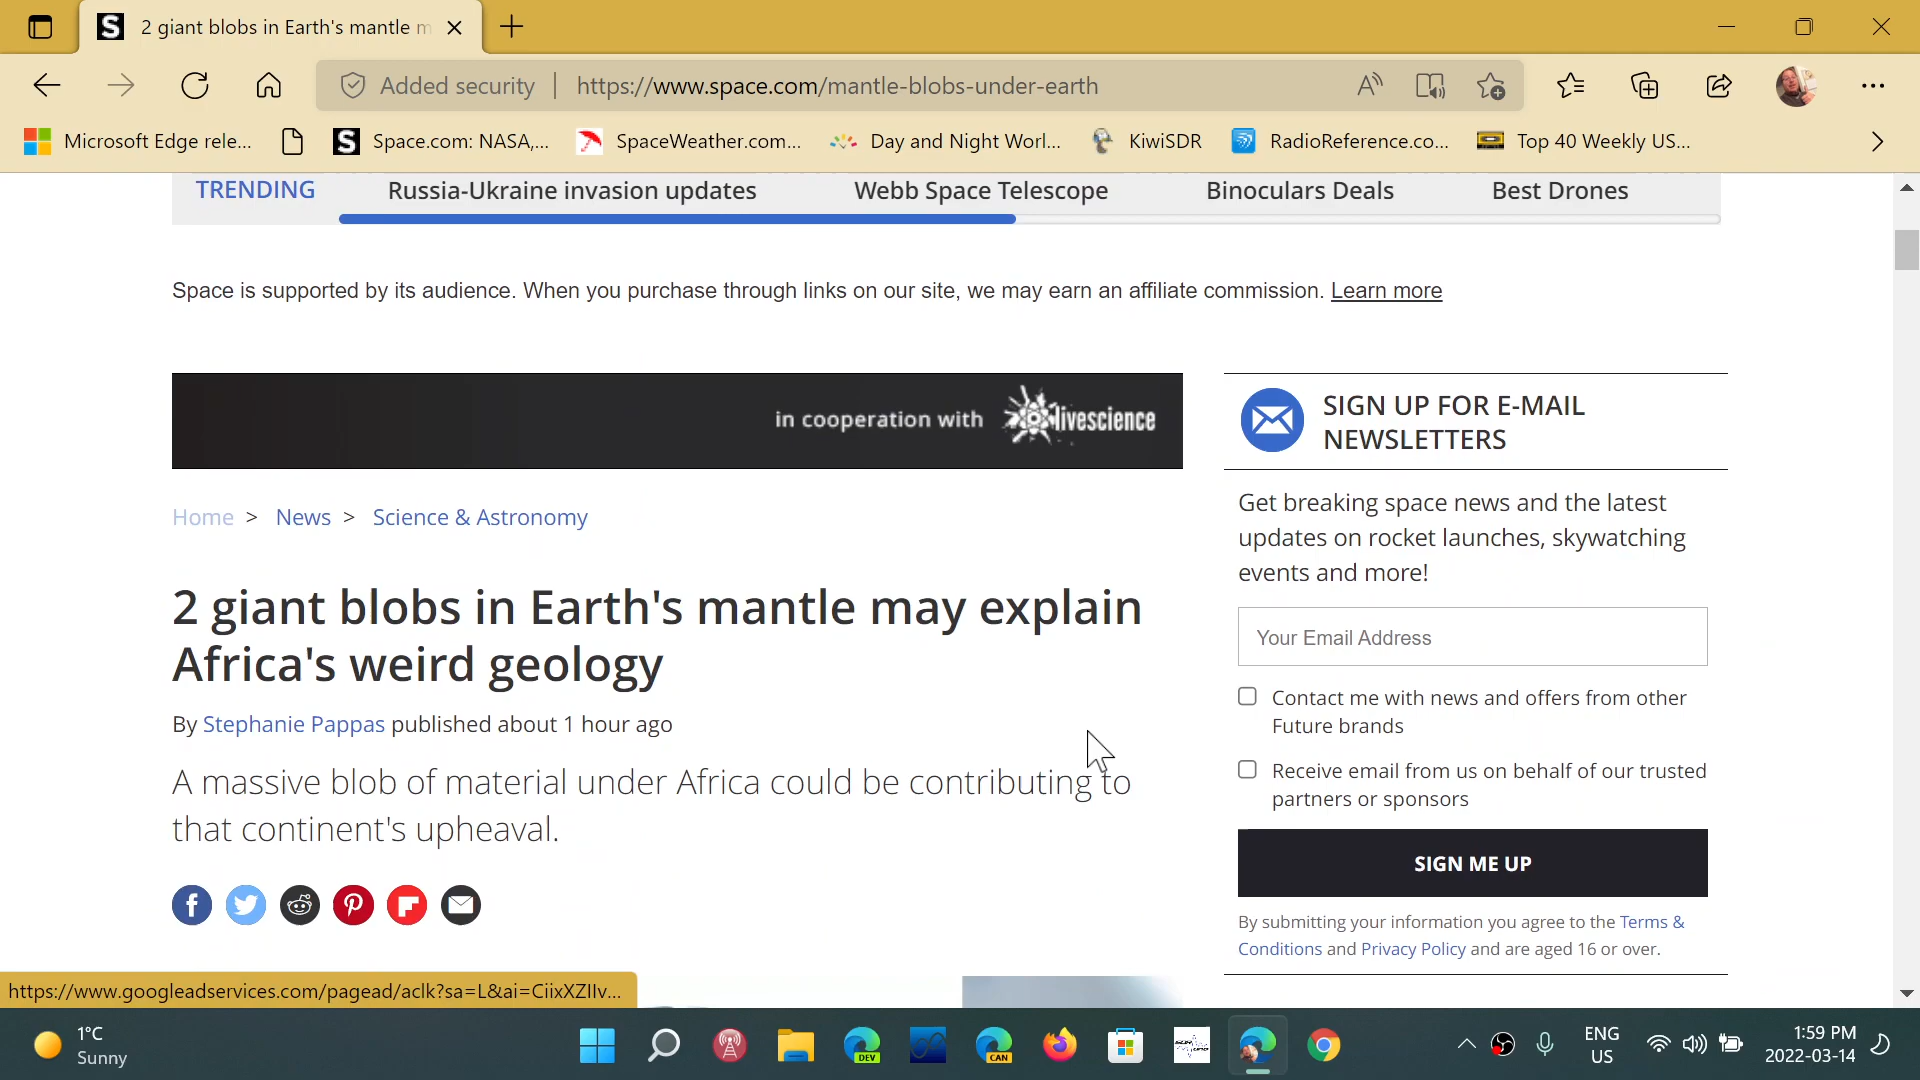 2 giant blobs in Earth's mantle m
Added security
https://www.space.com/mantle-blobs-under-earth
Microsoft Edge rele...
Space.com: NASA,...
SpaceWeather.com...
Day and Night Worl...
KiwiSDR
RadioReference.co...
Top 40 Weekly US...
TRENDING
Russia-Ukraine invasion updates
Webb Space Telescope
Binoculars Deals
Best Drones
Space is supported by its audience. When you purchase through links on our site, we may earn an affiliate commission. Learn more
in cooperation with livescience
Home > News > Science & Astronomy
2 giant blobs in Earth's mantle may explain
Africa's weird geology
By Stephanie Pappas published about 1 hour ago
A massive blob of material under Africa could be contributing to
that continent's upheaval.
SIGN UP FOR E-MAIL
NEWSLETTERS
Get breaking space news and the latest
updates on rocket launches, skywatching
events and more!
Your Email Address
Contact me with news and offers from other
Future brands
Receive email from us on behalf of our trusted
partners or sponsors
SIGN ME UP
By submitting your information you agree to the Terms &
Conditions and Privacy Policy and are aged 16 or over.
https://www.googleadservices.com/pagead/aclk?sa=L&ai=CiixXZIIv...
1°C
Sunny
DEV
CAN
ENG
US
1:59 PM
2022-03-14